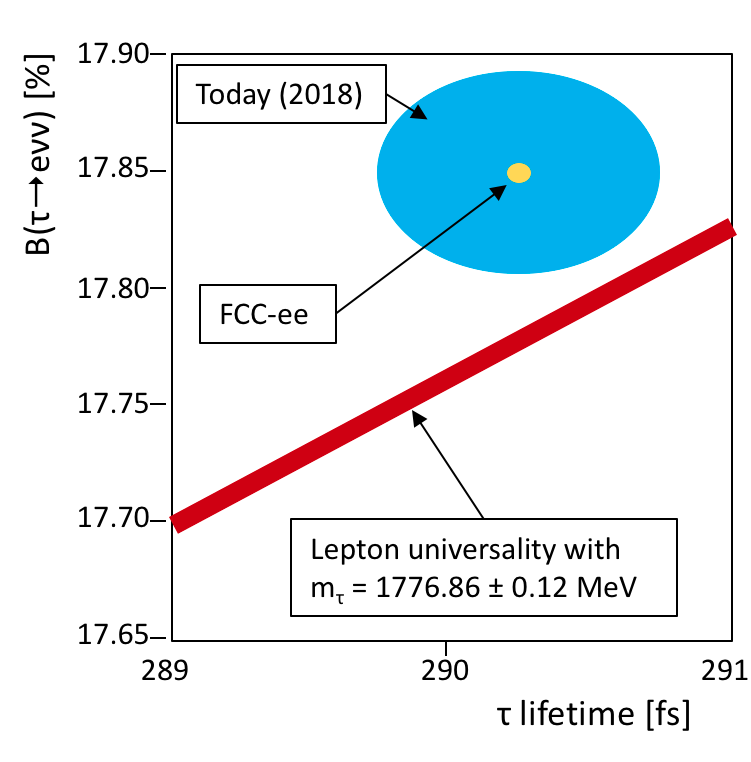 B(τ→eνν) [%]
17.90
17.85
17.80
17.75
17.70
17.65
Today (2018)
FCC-ee
Lepton universality with
mτ = 1776.86 ± 0.12 MeV
289
290
291
τ lifetime [fs]